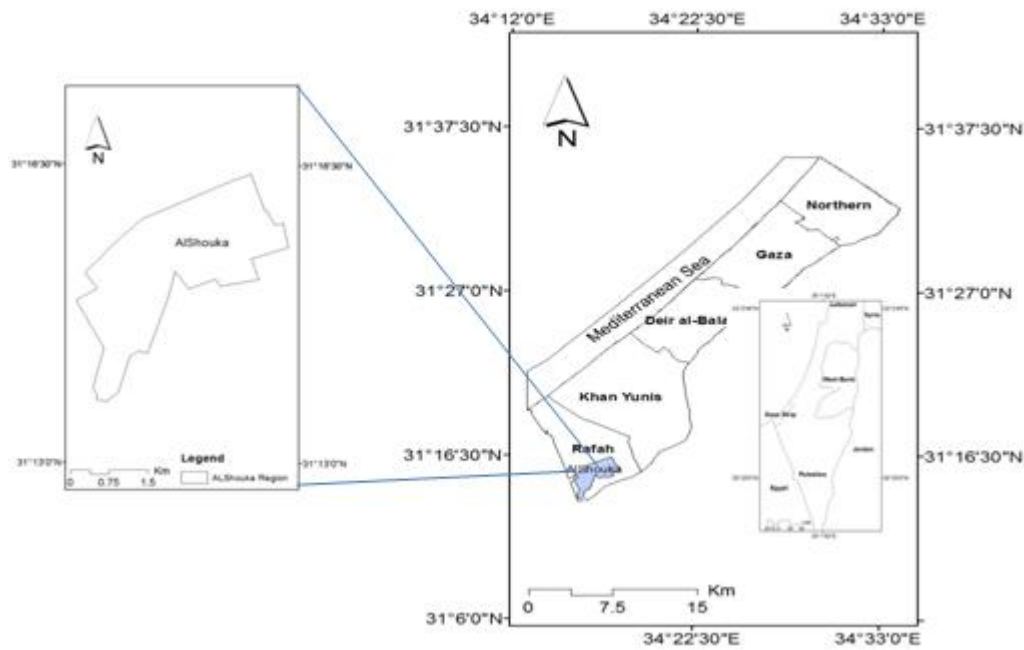 34°12'0"E
34°22'30"E
34°33'0"E
N
31°16'30"N
31°16'30"N
AlShouka
Legend
ALShouka Region
31°13'0"N
31°13'0"N
0 0.75 1.5 Km
N
31°37'30"N
31°37'30"N
Northern
Gaza
Mediterranean Sea
31°27'0"N
31°27'0"N
Deir al-Bala
Khan Yunis
Rafah
AlShouka
31°16'30"N
31°16'30"N
Syria
West Bank
Gaza Strip
Jordan
Palestine
Egypt
Km
0 7.5 15
31°6'0"N
31°6'0"N
34°22'30"E
34°33'0"E